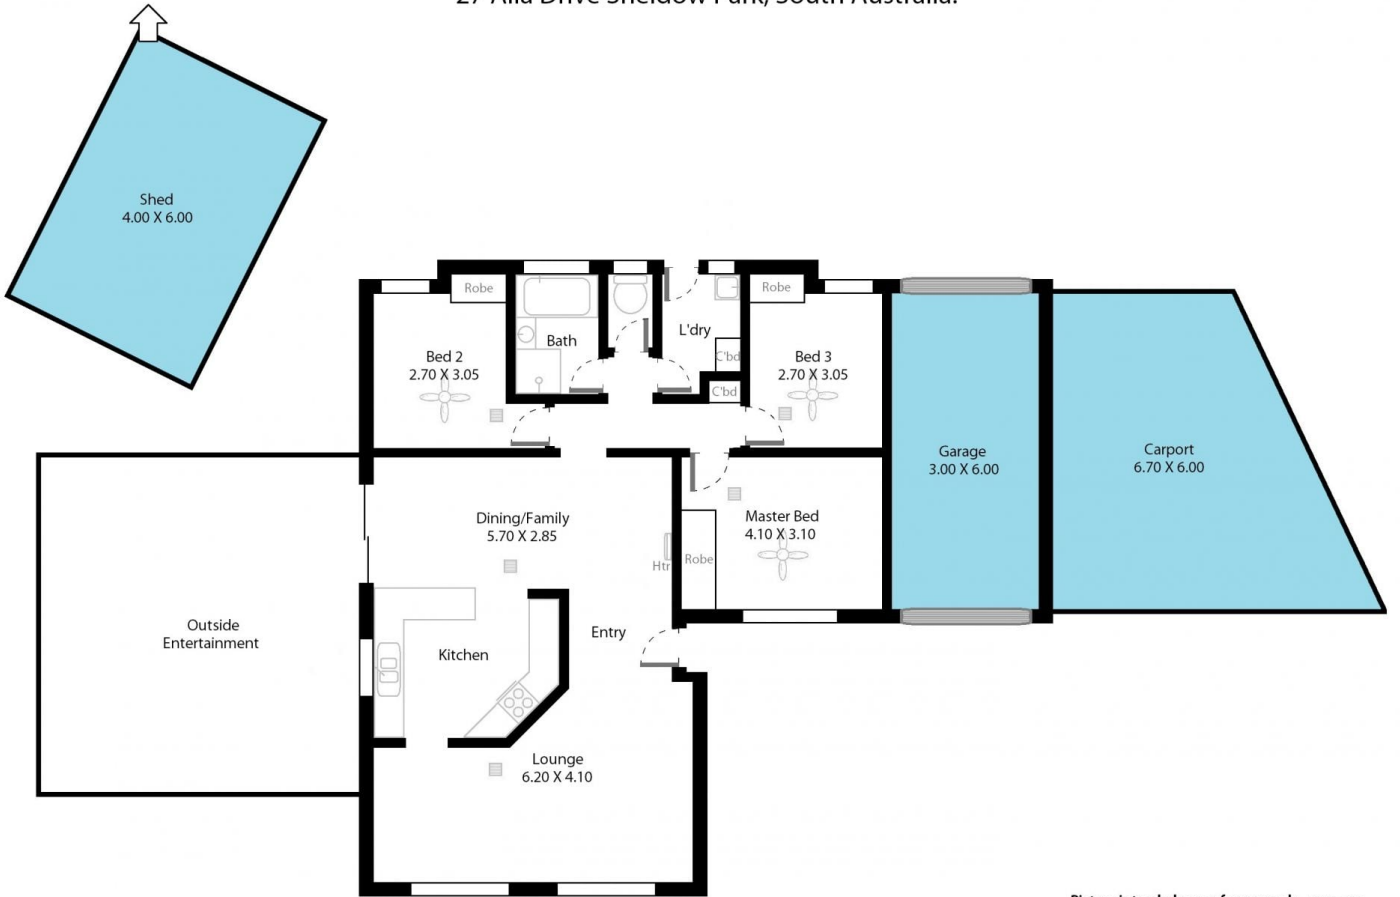 Shed
4.00 X 6.00
Robe
Robe
Bath
L'dry
Bed 2
2.70 X 3.05
C'bd
Bed 3
2.70 X 3.05
C'bd
Garage
3.00 X 6.00
Carport
6.70 X 6.00
Dining/Family
5.70 X 2.85
Master Bed
4.10 X 3.10
Robe
Htr
Outside
Entertainment
Entry
Kitchen
Lounge
6.20 X 4.10